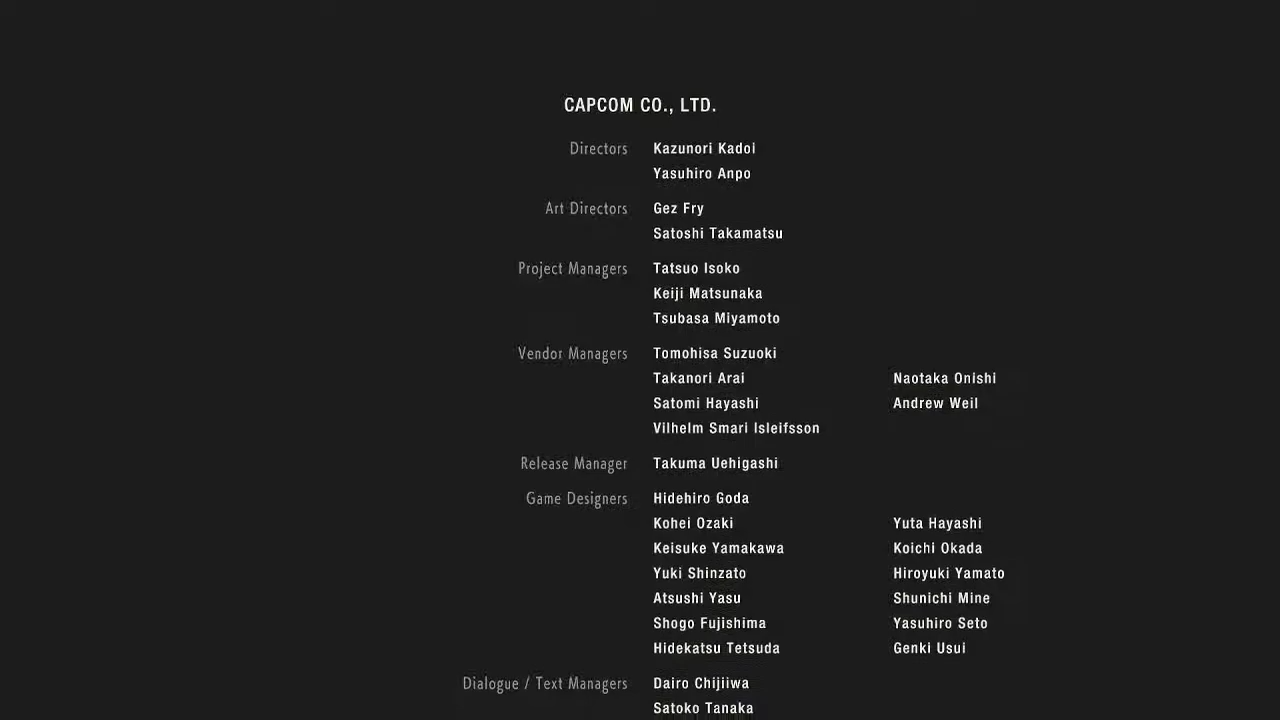 CAPCOM CO., LTD.
Directors Kazunori Kadoi
Yasuhiro Anpo
Art Directors Gez Fry
Satoshi Takamatsu
Project Managers Tatsuo Isoko
Keiji Matsunaka
Tsubasa Miyamoto
Vendor Managers Tomohisa Suzuoki
Takanori Arai Naotaka Onishi
Satomi Hayashi Andrew Weil
Vilhelm Smari Isleifsson
Release Manager Takuma Uehigashi
Game Designers Hidehiro Goda
Kohei Ozaki Yuta Hayashi
Keisuke Yamakawa Koichi Okada
Yuki Shinzato Hiroyuki Yamato
Atsushi Yasu Shunichi Mine
Shogo Fujishima Yasuhiro Seto
Hidekatsu Tetsuda Genki Usui
Dialogue / Text Managers Dairo Chijiiwa
Satoko Tanaka